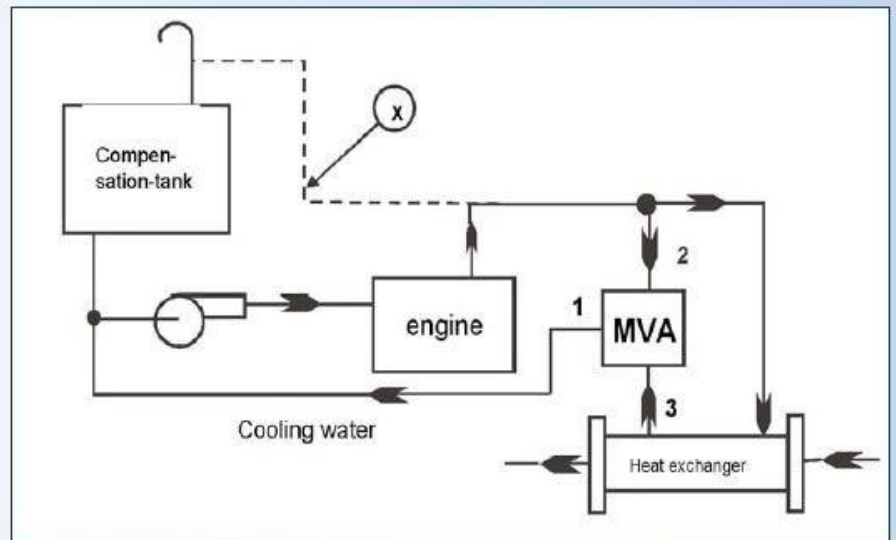 X
Compen-
sation-tank
2
1
engine
MVA
3
Cooling water
Heat exchanger